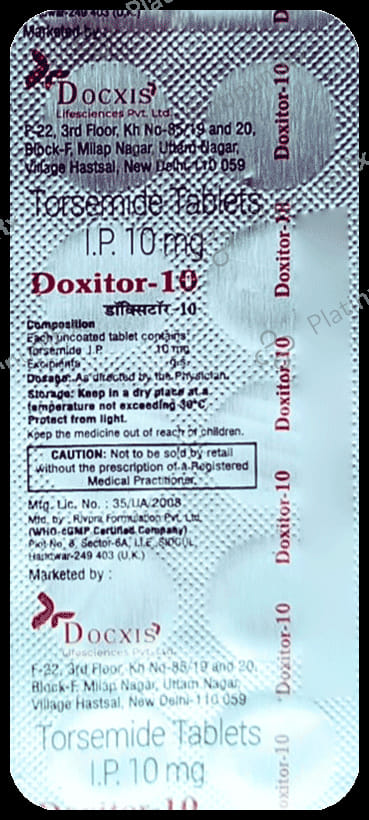 Hardwar-249 403 (U.K.)
Marketed by :
DOCXIS
Lifesciences Pvt. Ltd.
F-22, 3rd Floor, Kh No-85/19 and 20,
Block-F, Milap Nagar, Uttam Nagar,
Village Hastsal, New Delhi-110 059
Torsemide Tablets
I.P. 10 mg
Doxitor-10
डॉक्सिटॉर -10
Composition
Each uncoated tablet contains:
Torsemide I.P. 10 mg
Excipients q.s.
Dosage: As directed by the Physician.
Storage: Keep in a dry place at a
temperature not exceeding 30°C.
Protect from light.
Keep the medicine out of reach of children.
CAUTION: Not to be sold by retail
without the prescription of a Registered
Medical Practitioner.
Mfg. Lic. No. : 35/UA/2008
Mfd. by : Rivpra Formulation Pvt. Ltd.
(WHO-cGMP Certified Company)
Plot No. 8, Sector-6A, I.I.E. SIDCUL,
Haridwar-249 403 (U.K.)
Marketed by :
DOCXIS
Lifesciences Pvt. Ltd.
F-22, 3rd Floor, Kh No-85/19 and 20,
Block-F, Milap Nagar, Uttam Nagar,
Village Hastsal, New Delhi-110 059
Torsemide Tablets
I.P. 10 mg
Doxitor-10
Doxitor-10
Doxitor-10
Doxitor-10
Doxitor-10
Doxitor-10
oxitor-10